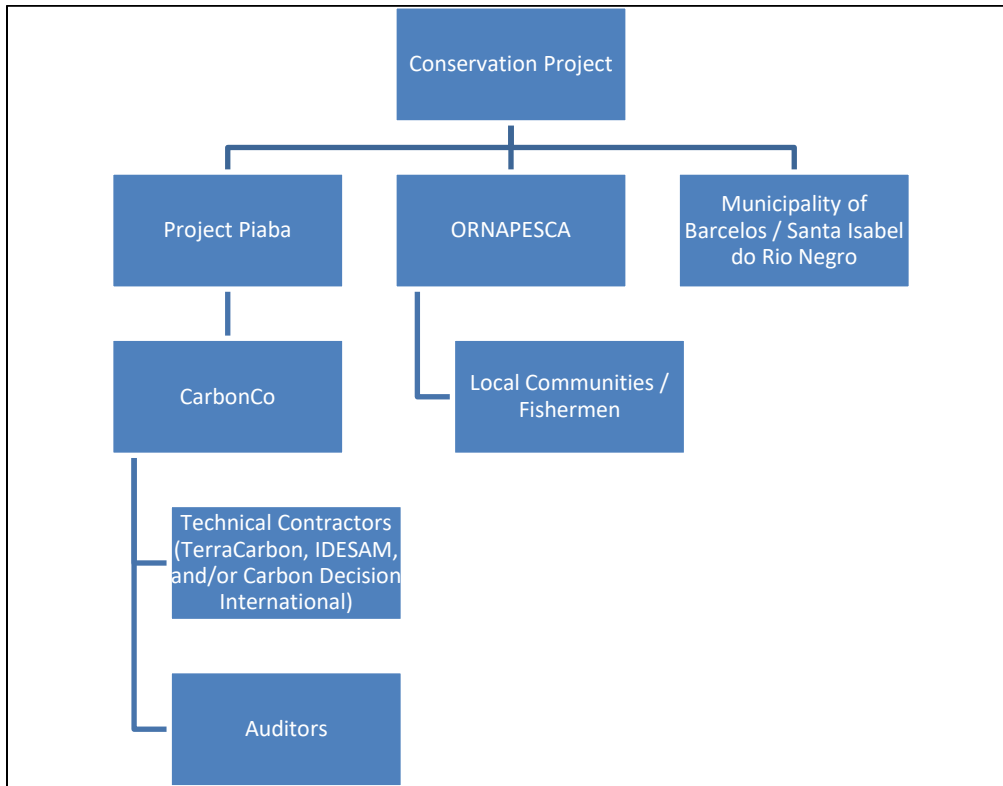 Conservation Project
Project Piaba
ORNAPESCA
Municipality of
Barcelos / Santa Isabel
do Rio Negro
CarbonCo
Local Communities /
Fishermen
Technical Contractors
(TerraCarbon, IDESAM,
and/or Carbon Decision
International)
Auditors